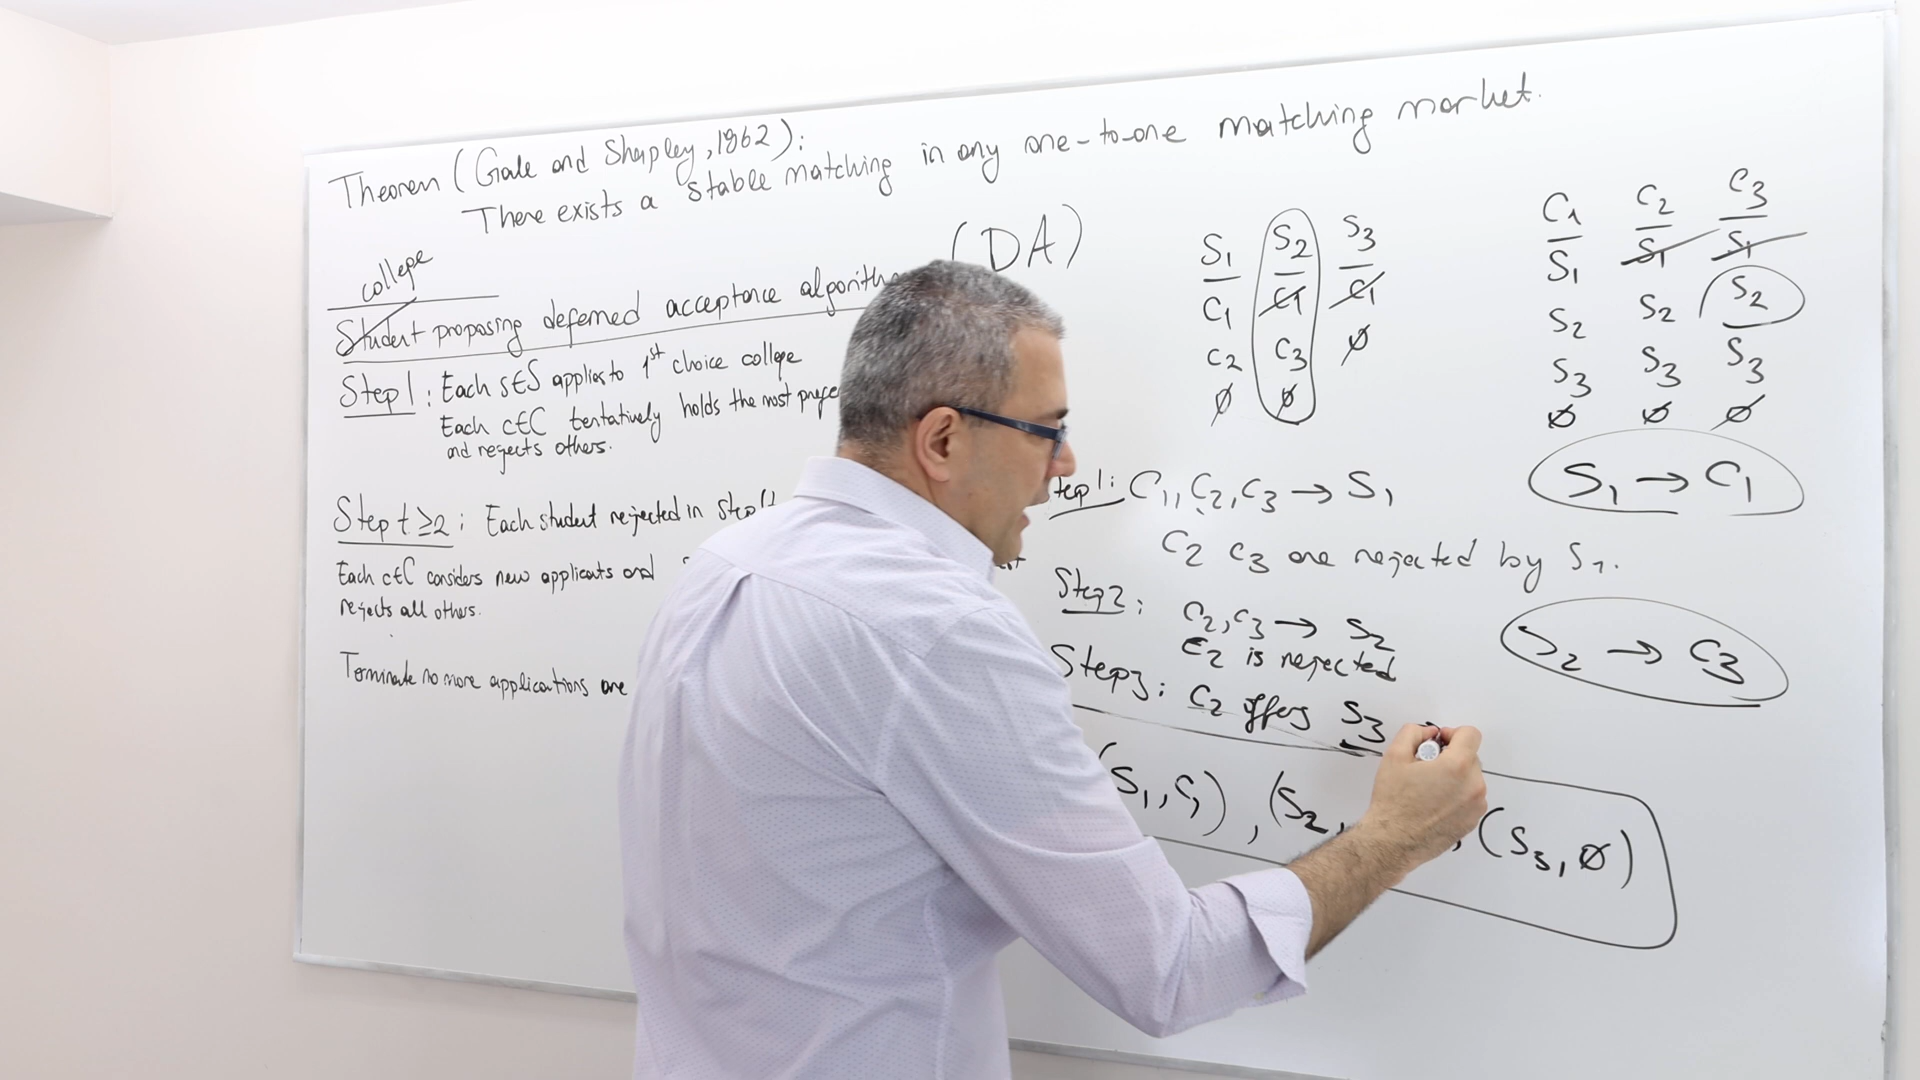 Theorem (Gale and Shapley, 1962):
There exists a stable matching in any one-to-one matching market.
college
Student proposing deferred acceptance algorithm (DA)
Step 1: Each s∈S applies to 1st choice college
Each c∈C tentatively holds the most
and rejects others.
Step t ≥2: Each student rejected in step
Each c∈C considers new applicants and
rejects all others.
Terminate no more applications are
S1 S2 S3
C1 C1 C1
C2 C3 ∅
∅ ∅
C1 C2 C3
S1 S1 S1
S2 S2 S2
S3 S3 S3
∅ ∅ ∅
Step 1: C1, C2, C3 → S1
C2 C3 are rejected by S1.
Step 2: C2, C3 → S2
C2 is rejected
Step 3: C2 offers S3
S1 → C1
S2 → C3
(S1, C1), (S2, , (S3, ∅)